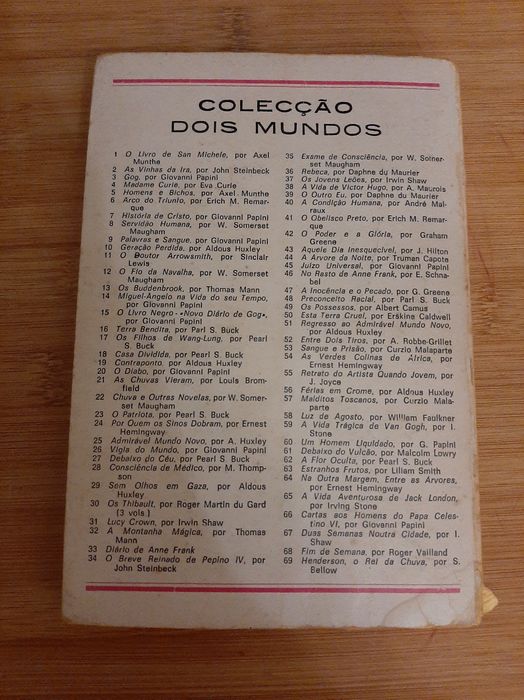 COLECÇÃO
DOIS MUNDOS
1 O Livro de San Michele, por Axel
Munthe
2 As Vinhas da Ira, por John Steinbeck
3 Gog, por Giovanni Papini
4 Madame Curie, por Eva Curie
5 Homens e Bichos, por Axel Munthe
6 Arco do Triunfo, por Erich M. Remar-
que
7 História de Cristo, por Giovanni Papini
8 Servidão Humana, por W. Somerset
Maugham
9 Palavras e Sangue, por Giovanni Papini
10 Geração Perdida, por Aldous Huxley
11 O Doutor Arrowsmith, por Sinclair
Lewis
12 O Fio da Navalha, por W. Somerset
Maugham
13 Os Buddenbrook, por Thomas Mann
14 Miguel-Ângelo na Vida do seu Tempo,
por Giovanni Papini
15 O Livro Negro - «Novo Diário de Gog»,
por Giovanni Papini
16 Terra Bendita, por Parl S. Buck
17 Os Filhos de Wang-Lung, por Pearl
S. Buck
18 Casa Dividida, por Pearl S. Buck
19 Contraponto, por Aldous Huxley
20 O Diabo, por Giovanni Papini
21 As Chuvas Vieram, por Louis Brom-
field
22 Chuva e Outras Novelas, por W. Somer-
set Maugham
23 O Patriota, por Pearl S. Buck
24 Por Quem os Sinos Dobram, por Ernest
Hemingway
25 Admirável Mundo Novo, por A. Huxley
26 Vigia do Mundo, por Giovanni Papini
27 Debaixo do Céu, por Pearl S. Buck
28 Consciência de Médico, por M. Thomp-
son
29 Sem Olhos em Gaza, por Aldous
Huxley
30 Os Thibault, por Roger Martin du Gard
(3 vols)
31 Lucy Crown, por Irwin Shaw
32 A Montanha Mágica, por Thomas
Mann
33 Diário de Anne Frank
34 O Breve Reinado de Pepino IV, por
John Steinbeck
35 Exame de Consciência, por W. Somer-
set Maugham
36 Rebeca, por Daphne du Maurier
37 Os Jovens Leões, por Irwin Shaw
38 A Vida de Victor Hugo, por A. Maurois
39 O Outro Eu, por Daphne du Maurier
40 A Condição Humana, por André Mal-
raux
41 O Obelisco Preto, por Erich M. Remar-
que
42 O Poder e a Glória, por Graham
Greene
43 Aquele Dia Inesquecível, por J. Hilton
44 A Árvore da Noite, por Truman Capote
45 Juízo Universal, por Giovanni Papini
46 No Rasto de Anne Frank, por E. Schna-
bel
47 A Inocência e o Pecado, por G. Greene
48 Preconceito Racial, por Parl S. Buck
49 Os Possessos, por Albert Camus
50 Esta Terra Cruel, por Erskine Caldwell
51 Regresso ao Admirável Mundo Novo,
por Aldous Huxley
52 Entre Dois Tiros, por A. Robbe-Grillet
53 Sangue e Prisão, por Curzio Malaparte
54 As Verdes Colinas de África, por
Ernest Hemingway
55 Retrato do Artista Quando Jovem, por
J. Joyce
56 Férias em Crome, por Aldous Huxley
57 Malditos Toscanos, por Curzio Mala-
parte
58 Luz de Agosto, por William Faulkner
59 A Vida Trágica de Van Gogh, por I.
Stone
60 Um Homem Liquidado, por G. Papini
61 Debaixo do Vulcão, por Malcolm Lowry
62 A Flor Oculta, por Pearl S. Buck
63 Estranhos Frutos, por Liliam Smith
64 Na Outra Margem, Entre as Árvores,
por Ernest Hemingway
65 A Vida Aventurosa de Jack London,
por Irving Stone
66 Cartas aos Homens do Papa Celes-
tino VI, por Giovanni Papini
67 Duas Semanas Noutra Cidade, por I.
Shaw
68 Fim de Semana, por Roger Vailland
69 Henderson, o Rei da Chuva, por S.
Bellow